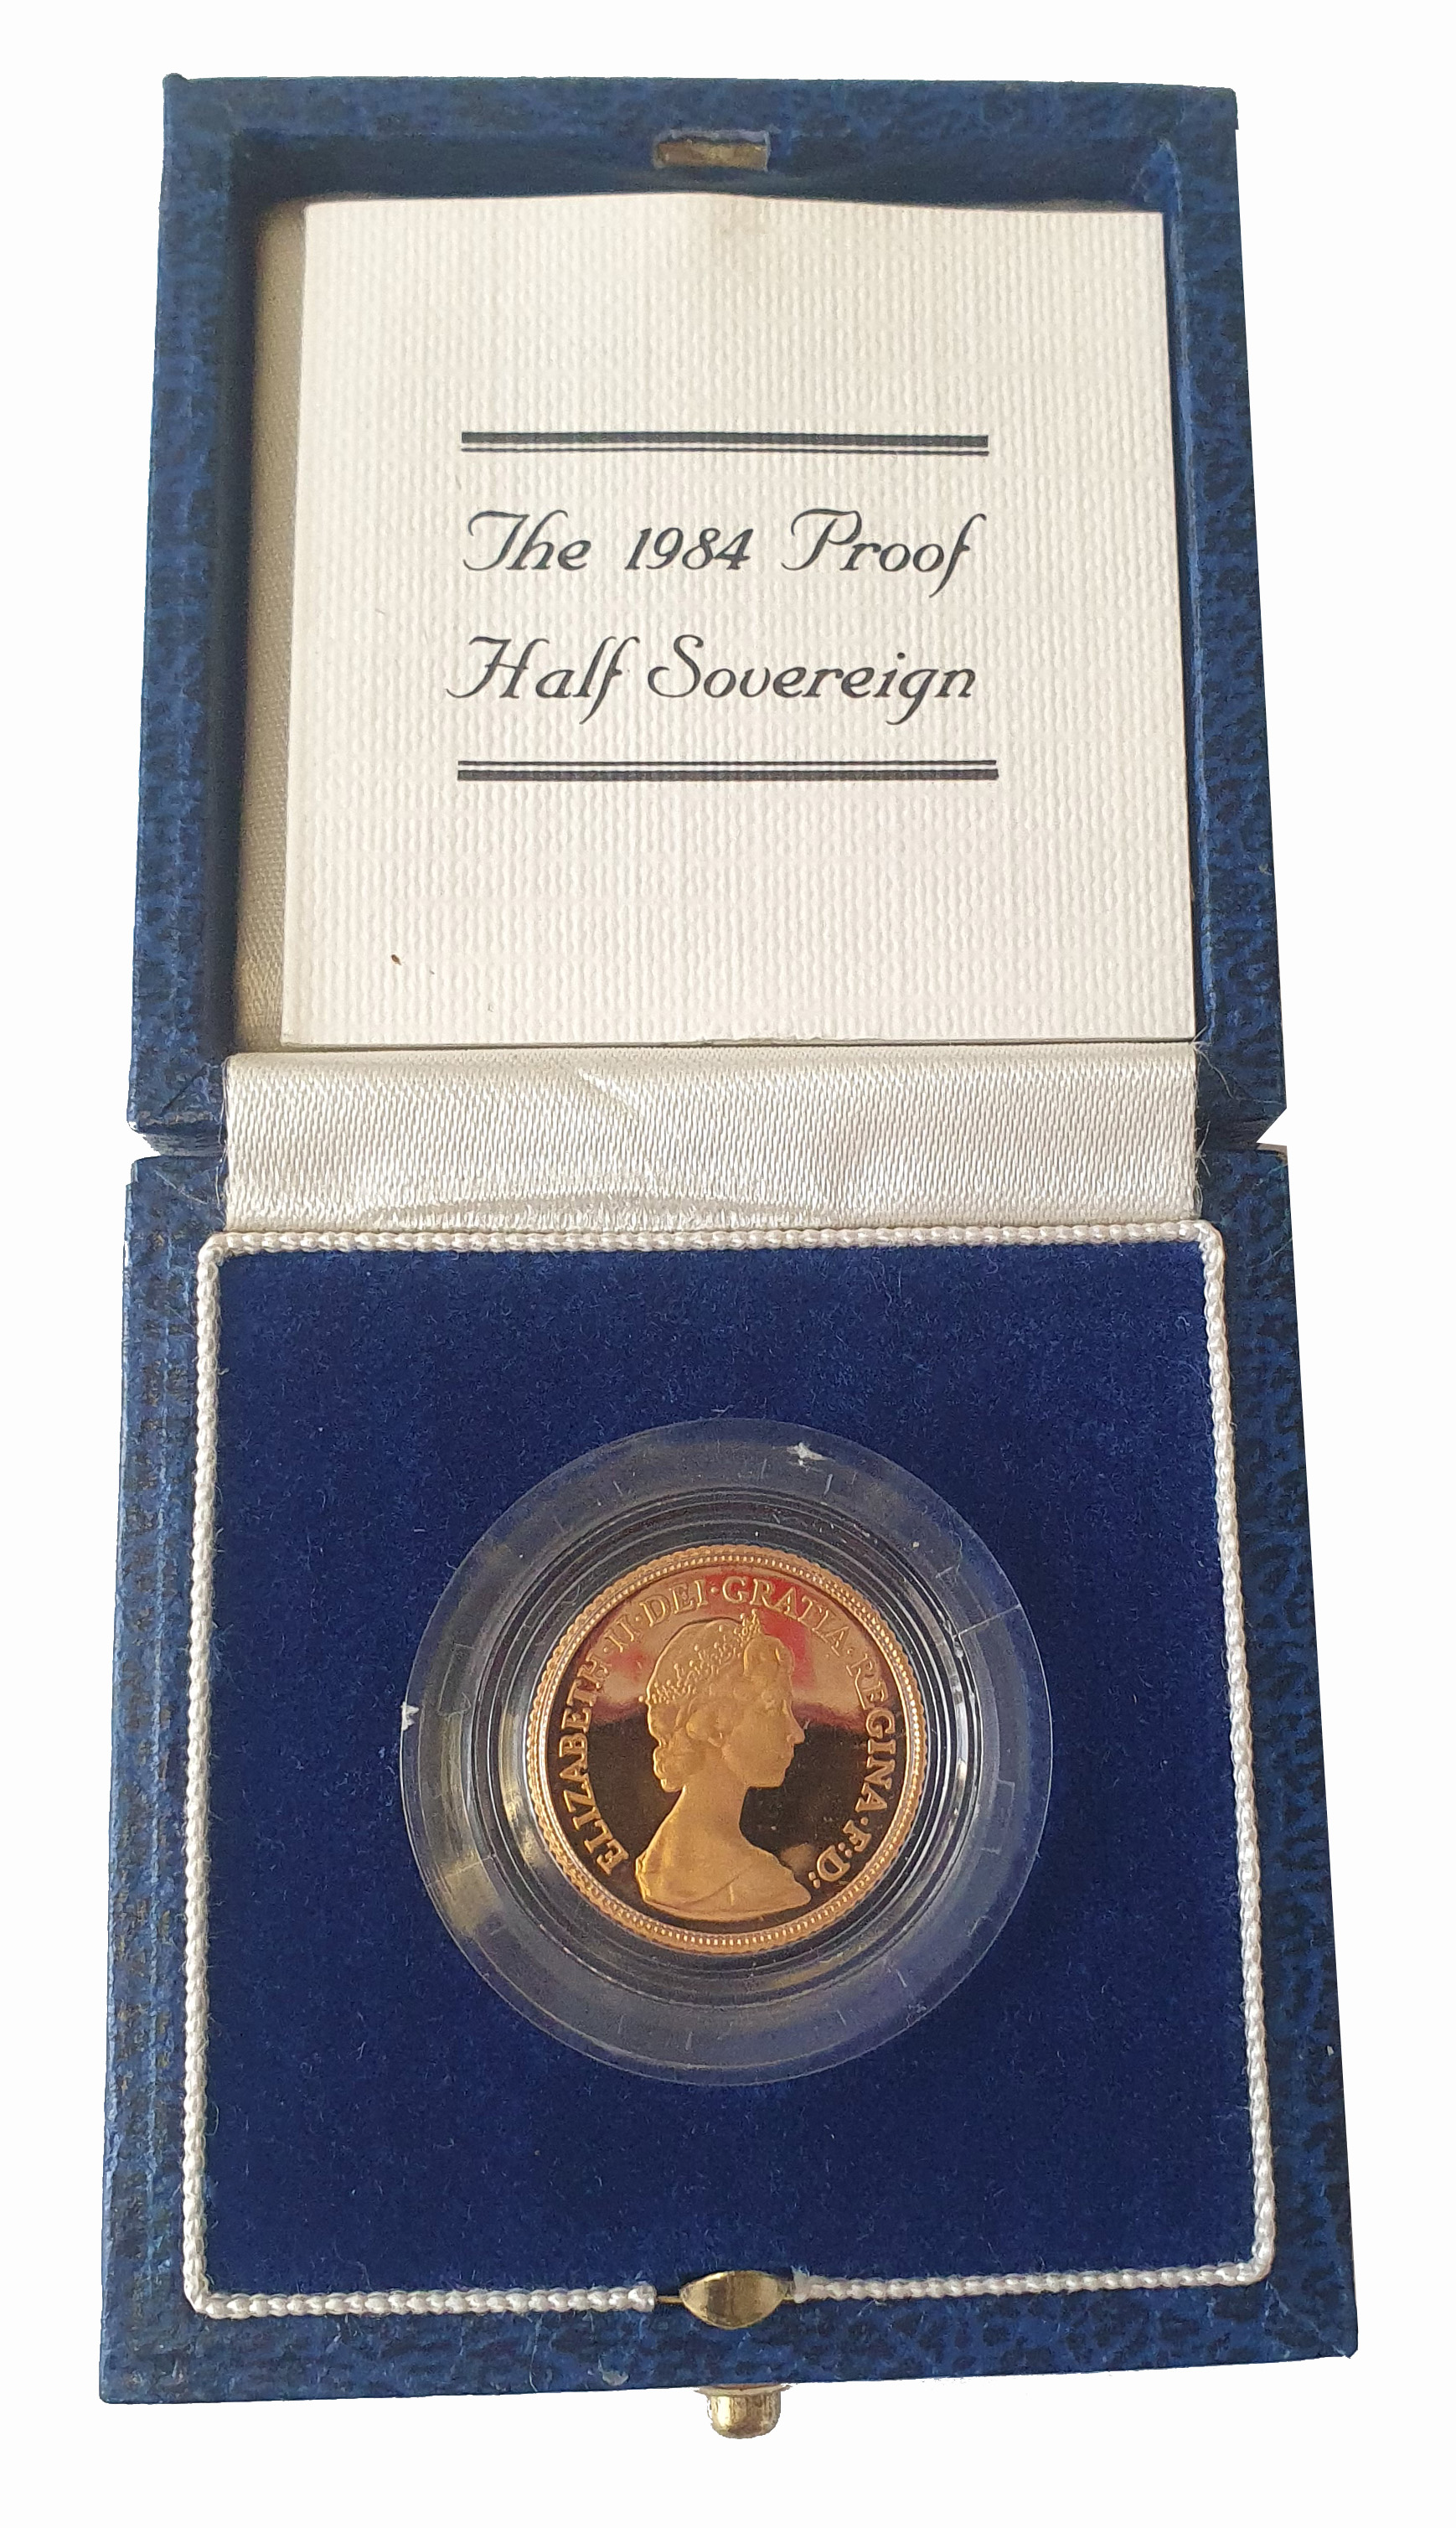 The 1984 Proof
Half Sovereign
ELIZABETH·II·DEI·GRATIA·REGINA·F:D: